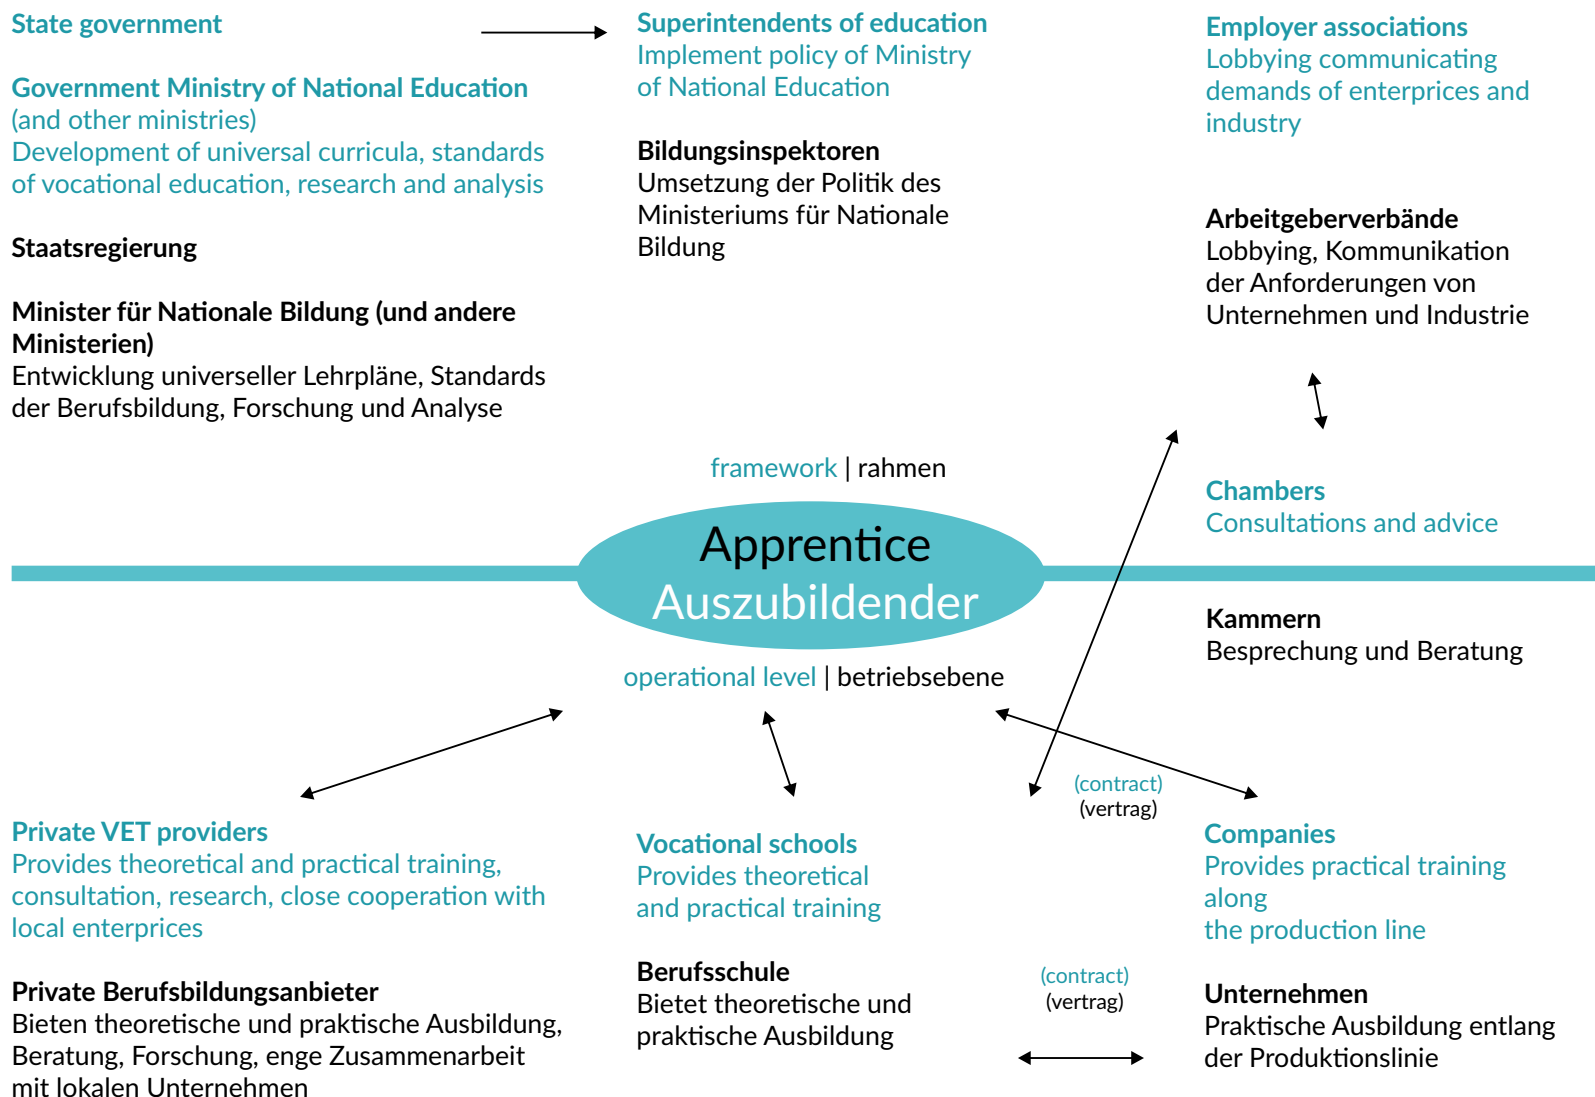 State government
Government Ministry of National Education
(and other ministries)
Development of universal curricula, standards
of vocational education, research and analysis
Staatsregierung
Minister für Nationale Bildung (und andere
Ministerien)
Entwicklung universeller Lehrpläne, Standards
der Berufsbildung, Forschung und Analyse
Superintendents of education
Implement policy of Ministry
of National Education
Bildungsinspektoren
Umsetzung der Politik des
Ministeriums für Nationale
Bildung
Employer associations
Lobbying communicating
demands of enterprices and
industry
Arbeitgeberverbände
Lobbying, Kommunikation
der Anforderungen von
Unternehmen und Industrie
framework | rahmen
Apprentice
Auszubildender
operational level | betriebsebene
Chambers
Consultations and advice
Kammern
Besprechung und Beratung
Private VET providers
Provides theoretical and practical training,
consultation, research, close cooperation with
local enterprices
Private Berufsbildungsanbieter
Bieten theoretische und praktische Ausbildung,
Beratung, Forschung, enge Zusammenarbeit
mit lokalen Unternehmen
Vocational schools
Provides theoretical
and practical training
Berufsschule
Bietet theoretische und
praktische Ausbildung
(contract)
(vertrag)
(contract)
(vertrag)
Companies
Provides practical training
along
the production line
Unternehmen
Praktische Ausbildung entlang
der Produktionslinie